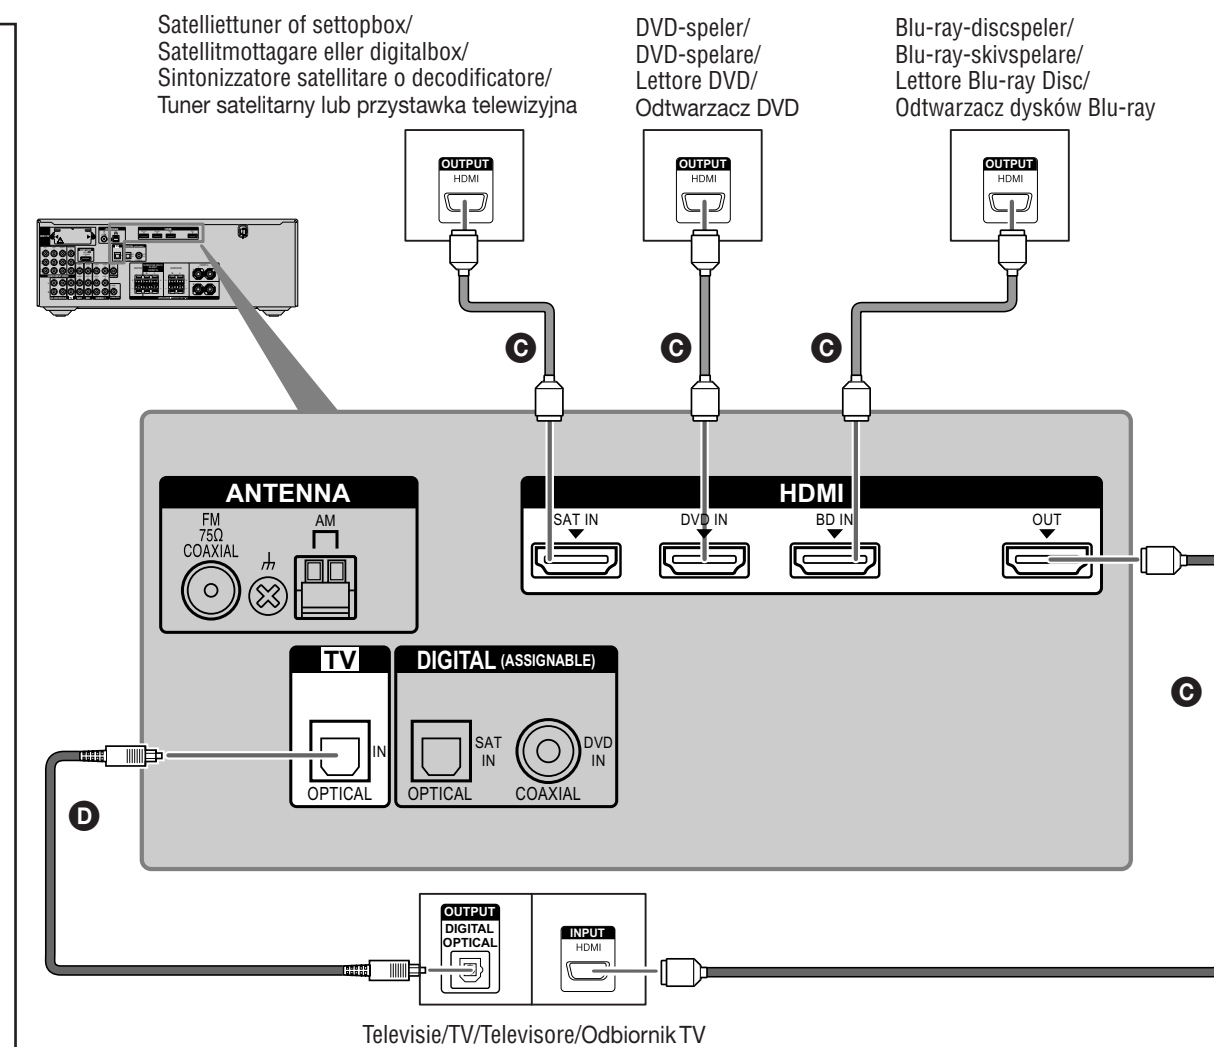 Satelliettuner of settopbox/
Satellitmottagare eller digitalbox/
Sintonizzatore satellitare o decodificatore/
Tuner satelitarny lub przystawka telewizyjna
DVD-speler/
DVD-spelare/
Lettore DVD/
Odtwarzacz DVD
Blu-ray-discspeler/
Blu-ray-skivspelare/
Lettore Blu-ray Disc/
Odtwarzacz dysków Blu-ray
OUTPUT
HDMI
OUTPUT
HDMI
OUTPUT
HDMI
C
C
C
ANTENNA
FM
75Ω
COAXIAL
AM
HDMI
SAT IN
DVD IN
BD IN
OUT
TV
IN
OPTICAL
DIGITAL (ASSIGNABLE)
SAT
IN
OPTICAL
DVD
IN
COAXIAL
C
D
OUTPUT
DIGITAL
OPTICAL
INPUT
HDMI
Televisie/TV/Televisore/Odbiornik TV